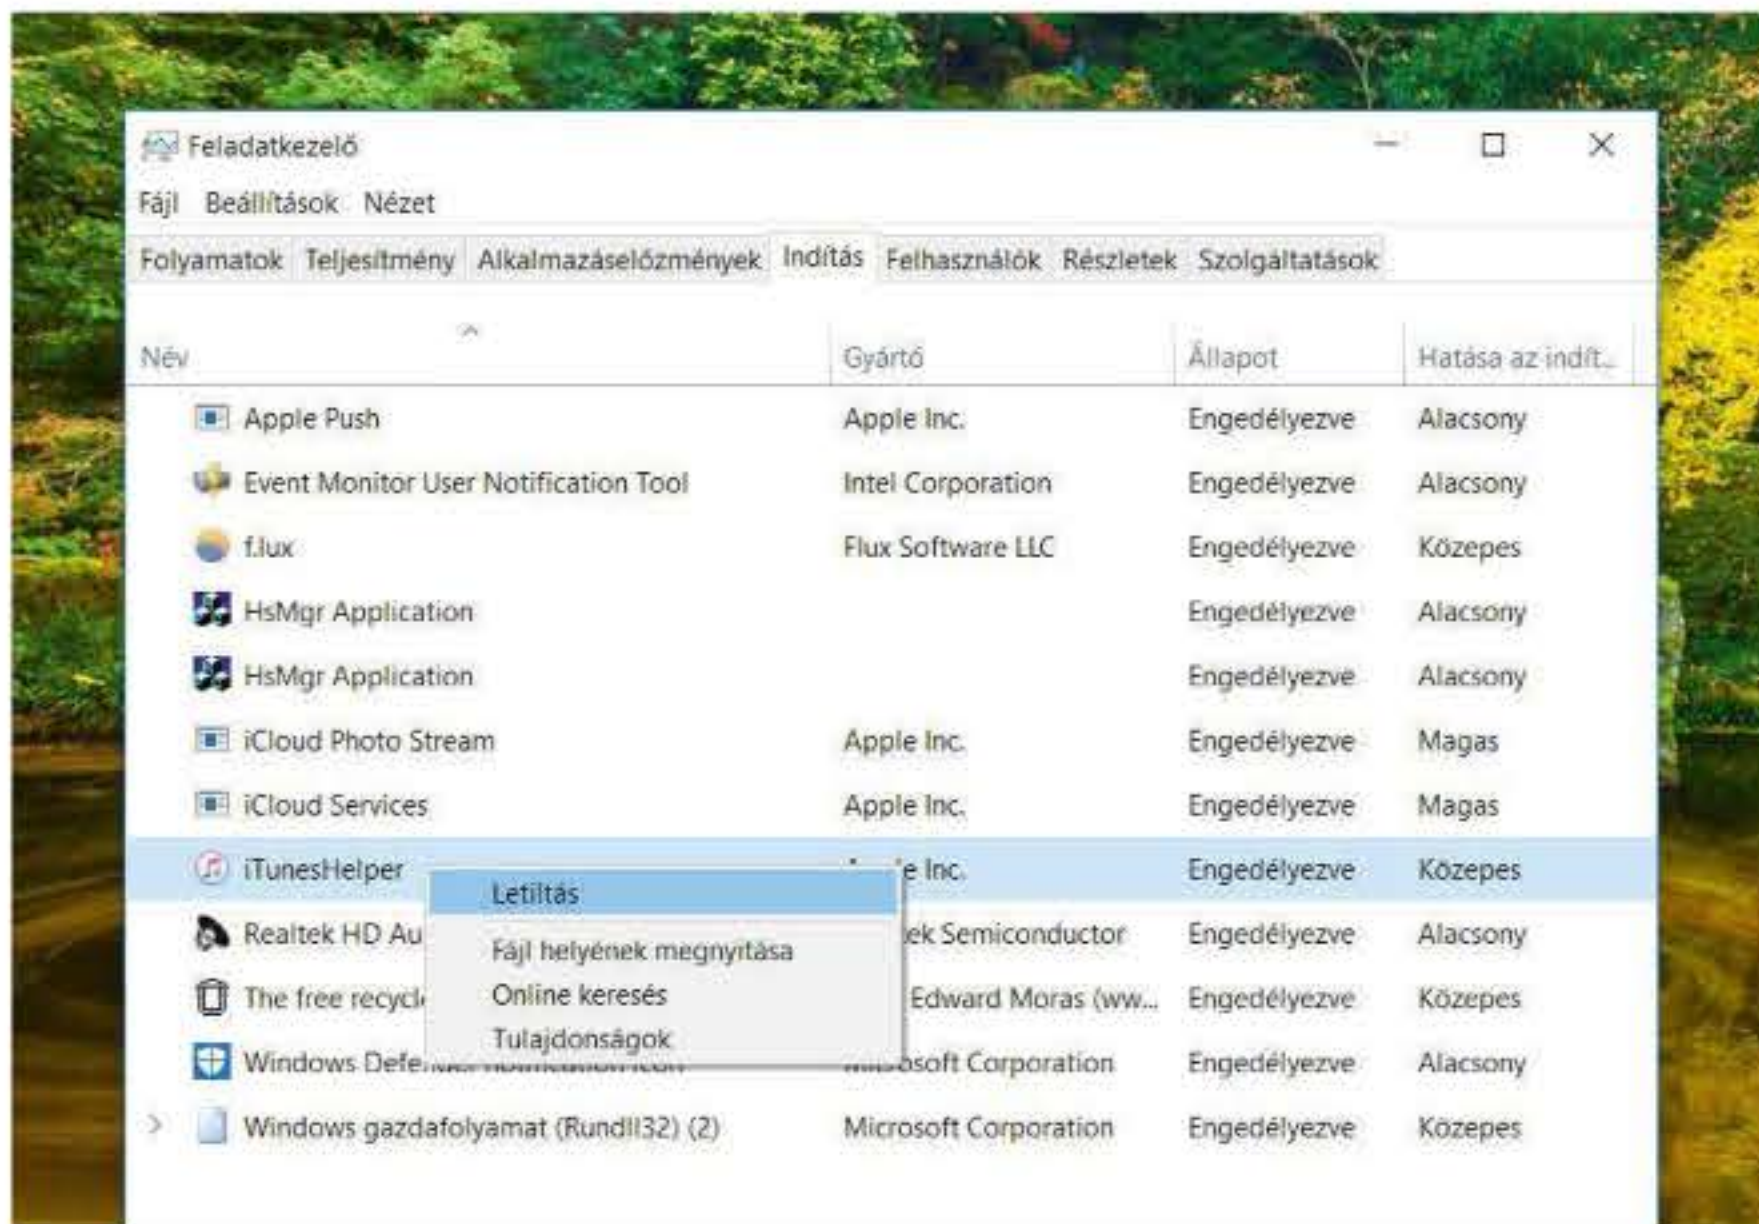 Feladatkezelő
Fájl Beállítások Nézet
Folyamatok Teljesítmény Alkalmazáselőzmények Indítás Felhasználók Részletek Szolgáltatások
Név Gyártó Állapot Hatása az indít...
Apple Push Apple Inc. Engedélyezve Alacsony
Event Monitor User Notification Tool Intel Corporation Engedélyezve Alacsony
f.lux Flux Software LLC Engedélyezve Közepes
HsMgr Application Engedélyezve Alacsony
HsMgr Application Engedélyezve Alacsony
iCloud Photo Stream Apple Inc. Engedélyezve Magas
iCloud Services Apple Inc. Engedélyezve Magas
iTunesHelper Inc. Engedélyezve Közepes
Letiltás
Fájl helyének megnyitása
Online keresés
Tulajdonságok
Realtek HD Semiconductor Engedélyezve Alacsony
The free Edward Moras (ww... Engedélyezve Közepes
Windows Corporation Engedélyezve Alacsony
Windows gazdafolyamat (Rundll32) (2) Microsoft Corporation Engedélyezve Közepes